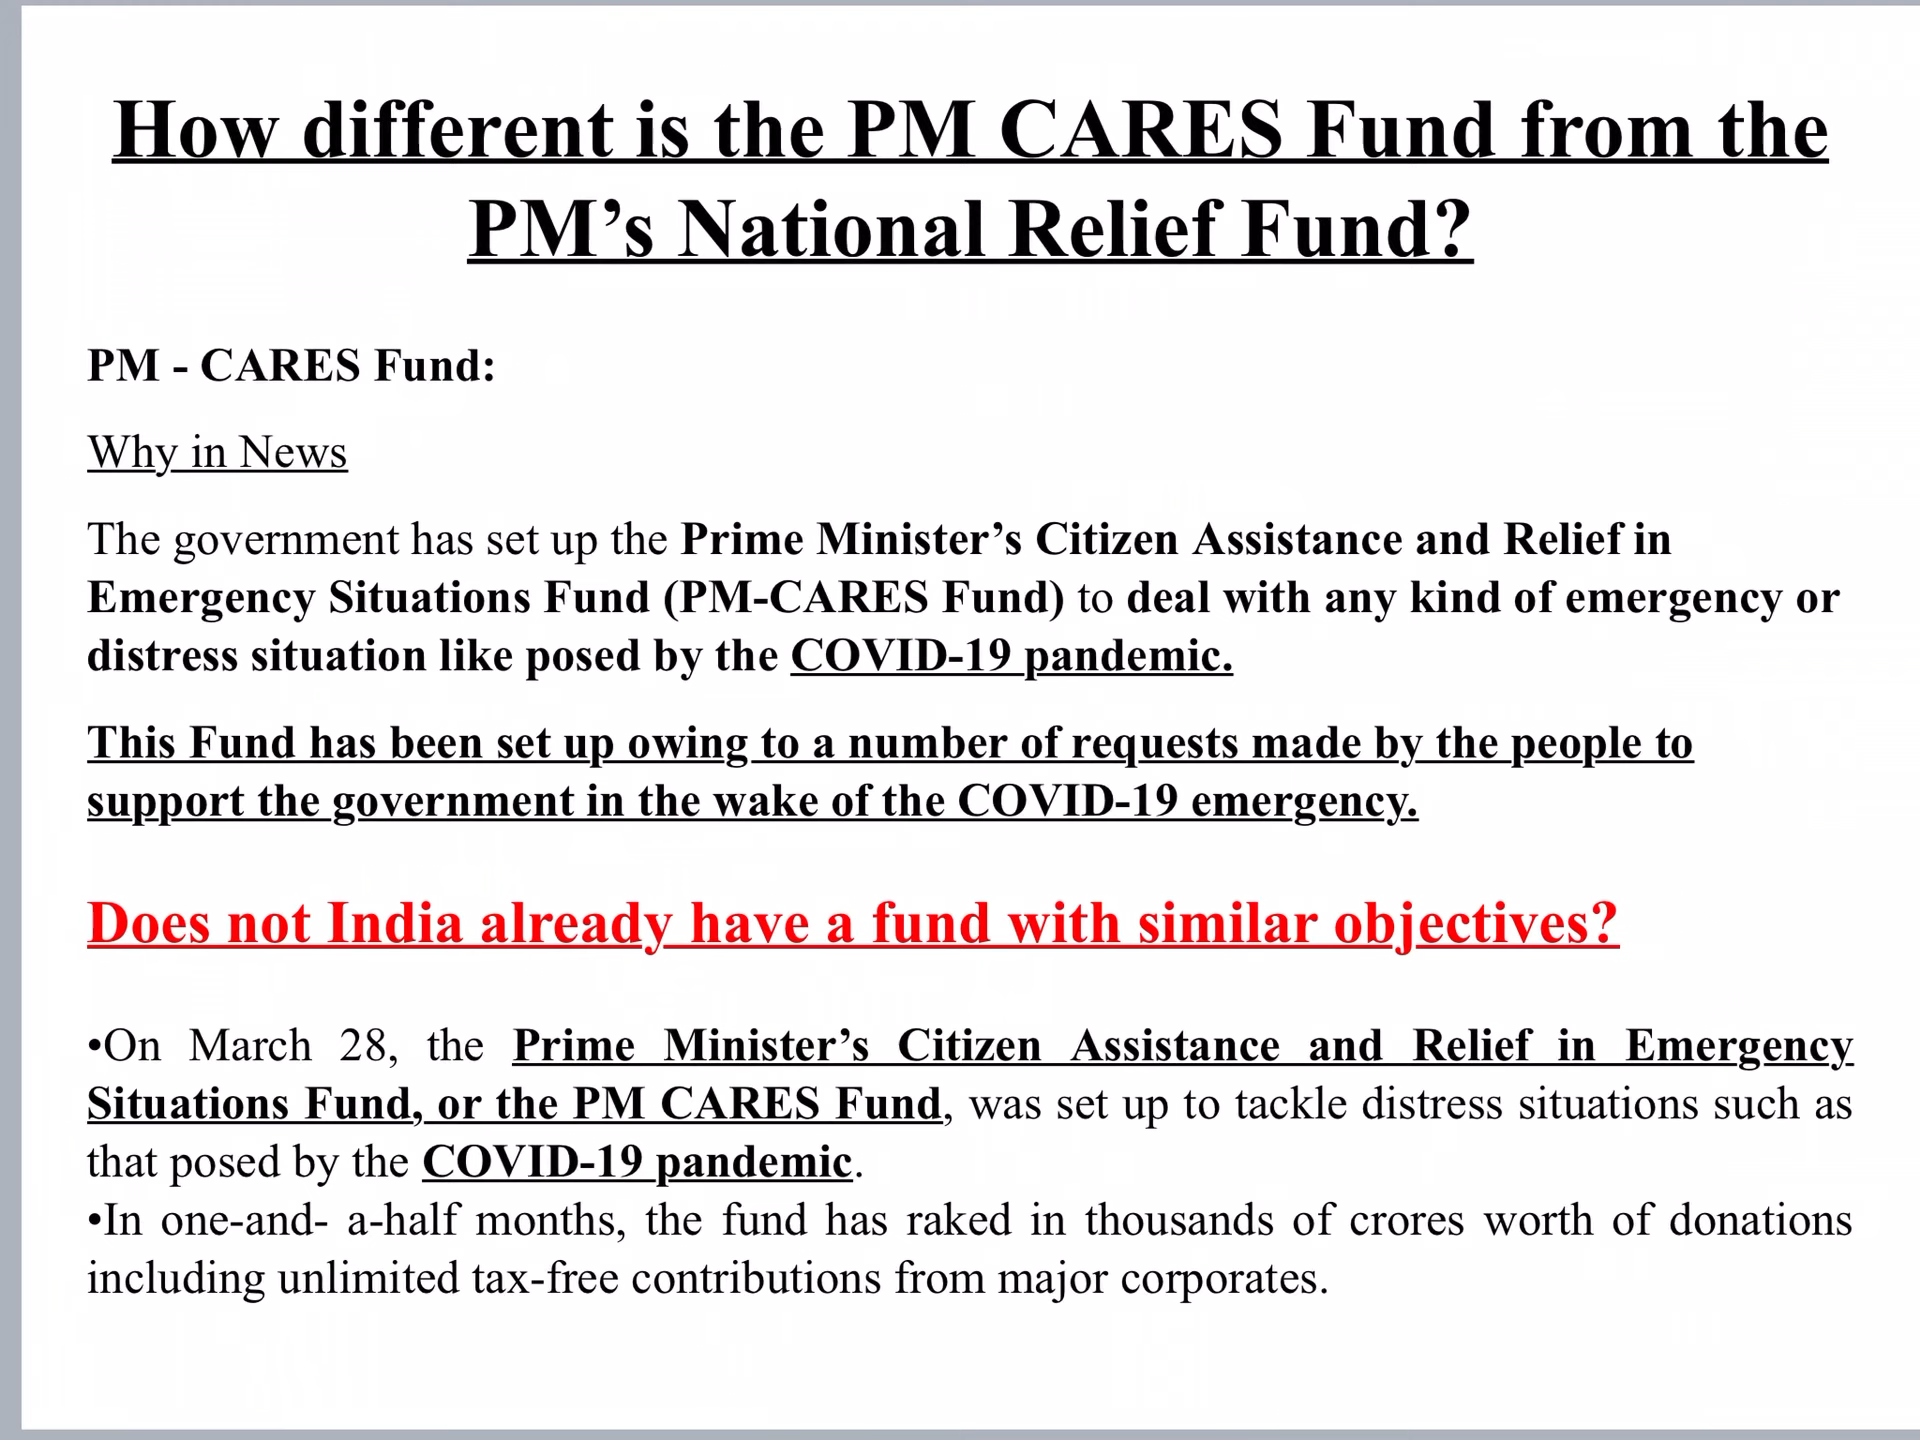 How different is the PM CARES Fund from the
PM’s National Relief Fund?
PM - CARES Fund:
Why in News
The government has set up the Prime Minister’s Citizen Assistance and Relief in
Emergency Situations Fund (PM-CARES Fund) to deal with any kind of emergency or
distress situation like posed by the COVID-19 pandemic.
This Fund has been set up owing to a number of requests made by the people to
support the government in the wake of the COVID-19 emergency.
Does not India already have a fund with similar objectives?
•On March 28, the Prime Minister’s Citizen Assistance and Relief in Emergency
Situations Fund, or the PM CARES Fund, was set up to tackle distress situations such as
that posed by the COVID-19 pandemic.
•In one-and- a-half months, the fund has raked in thousands of crores worth of donations
including unlimited tax-free contributions from major corporates.